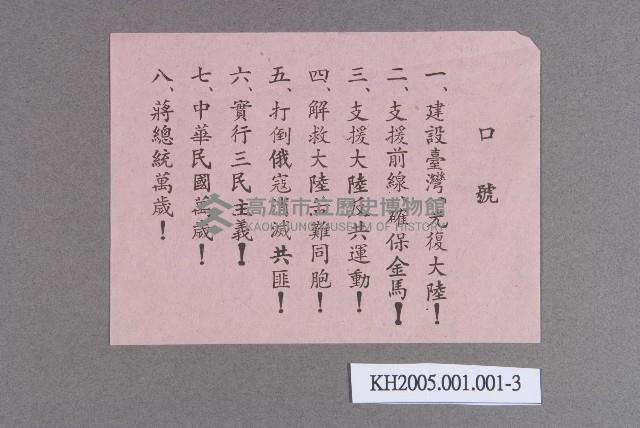 口號
一、建設臺灣 光復大陸！
二、支援前線 確保金馬！
三、支援大陸反共運動！
四、解救大陸苦難同胞！
五、打倒俄寇消滅共匪！
六、實行三民主義！
七、中華民國萬歲！
八、蔣總統萬歲！
高雄市立歷史博物館
KAOHSIUNG MUSEUM OF HISTORY
KH2005.001.001-3